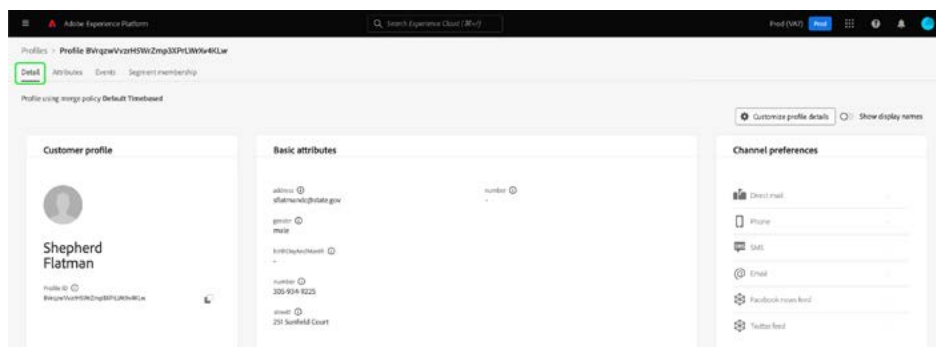 Adobe Experience Platform
Search Experience Cloud (⌘+/)
Prod (VA7) Prod
Profiles > Profile BVrqzwVvzrHSWrZmp3XPrLWrXv4KLw
Detail Attributes Events Segment membership
Profile using merge policy Default Timebased
Customize profile details Show display names
Customer profile
Shepherd
Flatman
Profile ID
Basic attributes
address
sflatmandc@state.gov
number
-
gender
male
birthDayAndMonth
-
number
305-934-9225
street1
251 Sunfield Court
Channel preferences
Direct mail -
Phone -
SMS -
Email -
Facebook news feed -
Twitter feed -